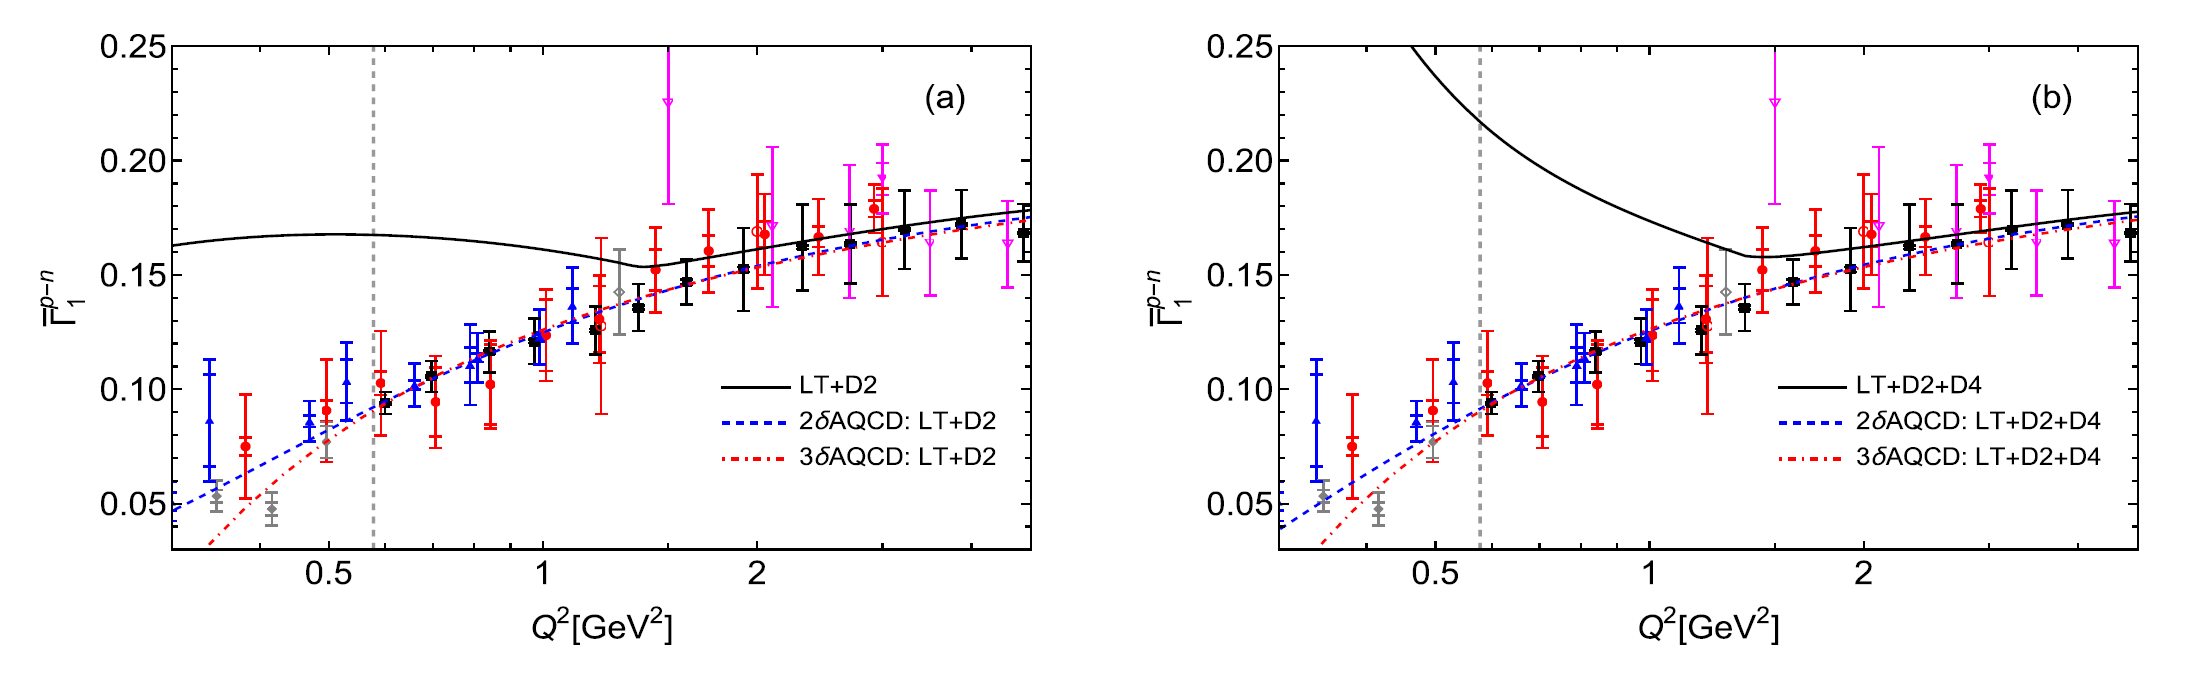 0.25
0.20
0.15
0.10
0.05
Γ̅₁ᵖ⁻ⁿ
(a)
LT+D2
2δAQCD: LT+D2
3δAQCD: LT+D2
0.5 1 2
Q²[GeV²]
0.25
0.20
0.15
0.10
0.05
Γ̅₁ᵖ⁻ⁿ
(b)
LT+D2+D4
2δAQCD: LT+D2+D4
3δAQCD: LT+D2+D4
0.5 1 2
Q²[GeV²]